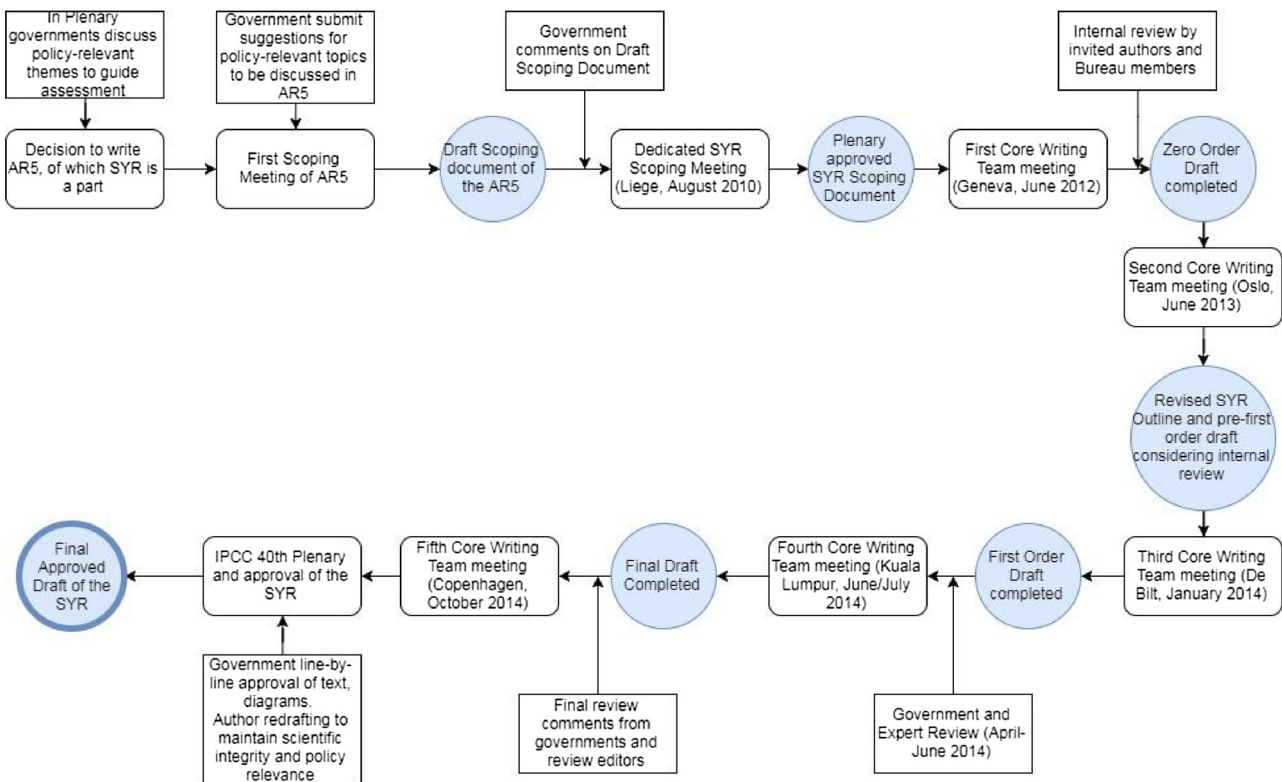 In Plenary
governments discuss
policy-relevant
themes to guide
assessment
Government submit
suggestions for
policy-relevant topics
to be discussed in
AR5
Government
comments on Draft
Scoping Document
Internal review by
invited authors and
Bureau members
Decision to write
AR5, of which SYR is
a part
First Scoping
Meeting of AR5
Draft Scoping
document of
the AR5
Dedicated SYR
Scoping Meeting
(Liege, August 2010)
Plenary
approved
SYR Scoping
Document
First Core Writing
Team meeting
(Geneva, June 2012)
Zero Order
Draft
completed
Second Core Writing
Team meeting (Oslo,
June 2013)
Revised SYR
Outline and pre-first
order draft
considering internal
review
Third Core Writing
Team meeting (De
Bilt, January 2014)
First Order
Draft
completed
Fourth Core Writing
Team meeting (Kuala
Lumpur, June/July
2014)
Final Draft
Completed
Fifth Core Writing
Team meeting
(Copenhagen,
October 2014)
IPCC 40th Plenary
and approval of the
SYR
Final
Approved
Draft of the
SYR
Government line-by-
line approval of text,
diagrams.
Author redrafting to
maintain scientific
integrity and policy
relevance
Final review
comments from
governments and
review editors
Government and
Expert Review (April-
June 2014)